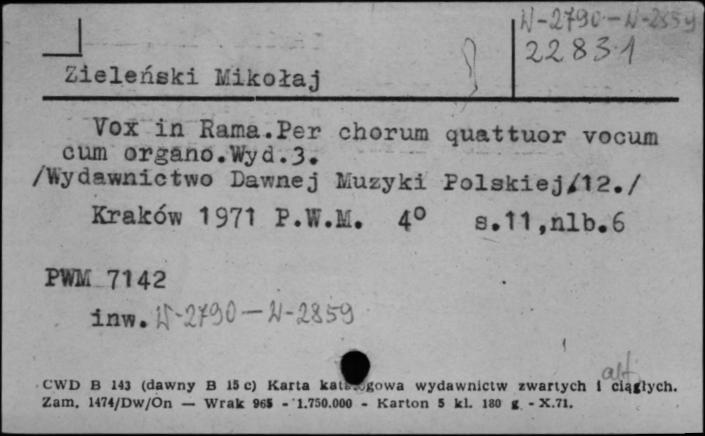 N-2790-N-2859
22831
Zieleński Mikołaj
Vox in Rama.Per chorum quattuor vocum
cum organo.Wyd.3.
/Wydawnictwo Dawnej Muzyki Polskiej/12./
Kraków 1971 P.W.M. 4° s.11,nlb.6
PWM 7142
inw. N-2790-N-2859
CWD B 143 (dawny B 15 c) Karta katalogowa wydawnictw zwartych i ciągłych.
Zam. 1474/Dw/On — Wrak 965 - 1.750.000 - Karton 5 kl. 180 g - X.71.